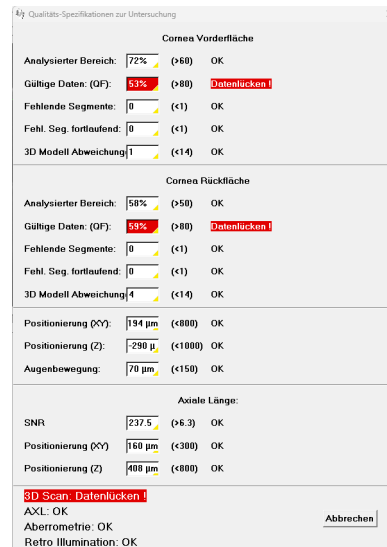 Qualitäts-Spezifikationen zur Untersuchung
Cornea Vorderfläche
Analysierter Bereich: 72% (>60) OK
Gültige Daten: (QF): 53% (>80) Datenlücken !
Fehlende Segmente: 0 (<1) OK
Fehl. Seg. fortlaufend: 0 (<1) OK
3D Modell Abweichung: 1 (<14) OK
Cornea Rückfläche
Analysierter Bereich: 58% (>50) OK
Gültige Daten: (QF): 59% (>80) Datenlücken !
Fehlende Segmente: 0 (<1) OK
Fehl. Seg. fortlaufend: 0 (<1) OK
3D Modell Abweichung: 4 (<14) OK
Positionierung (XY): 194 µm (<800) OK
Positionierung (Z): -290 µ (<1000) OK
Augenbewegung: 70 µm (<150) OK
Axiale Länge:
SNR 237.5 (>6.3) OK
Positionierung (XY) 160 µm (<300) OK
Positionierung (Z) 408 µm (<800) OK
3D Scan: Datenlücken !
AXL: OK
Aberrometrie: OK
Abbrechen
Retro Illumination: OK